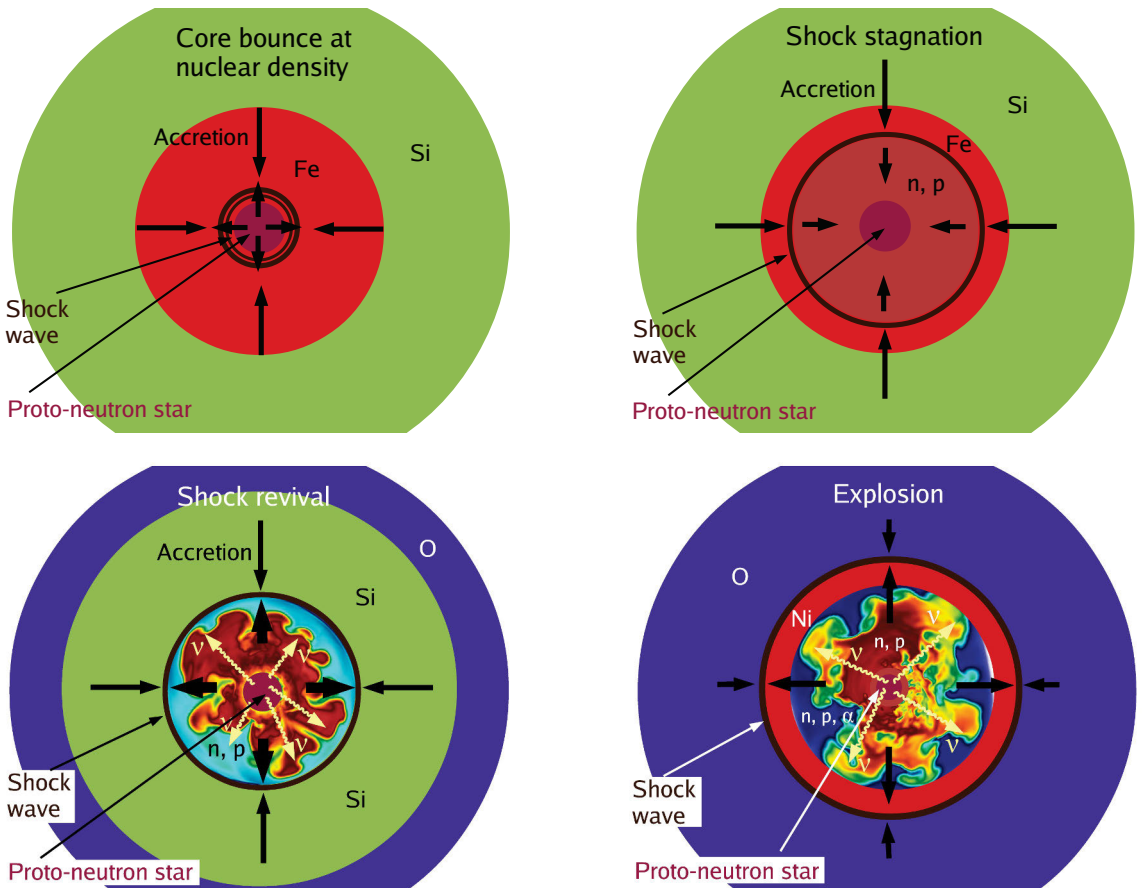 Core bounce at
nuclear density
Accretion
Si
Fe
Shock
wave
Proto-neutron star
Shock stagnation
Accretion
Si
Fe
n, p
Shock
wave
Proto-neutron star
Shock revival
O
Accretion
Si
ν
ν
ν
ν
n, p
Si
Shock
wave
Proto-neutron star
Explosion
O
Ni
n, p
ν
ν
n, p, α
ν
ν
Shock
wave
Proto-neutron star